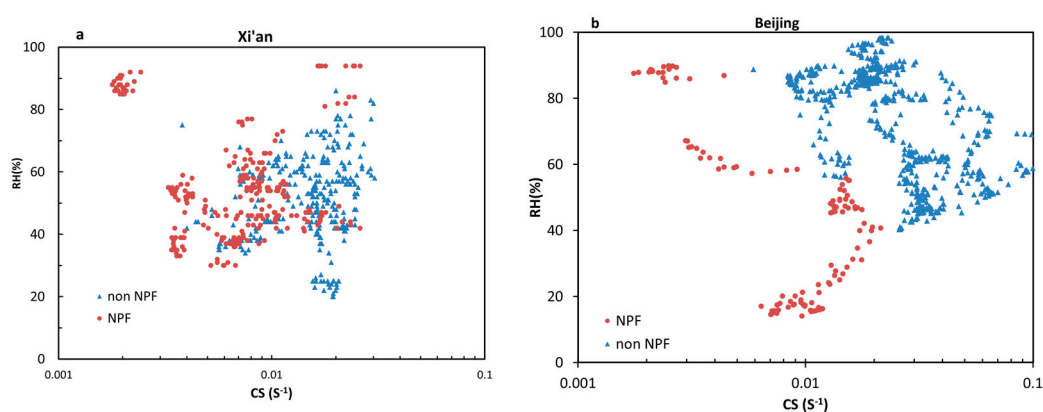 a
Xi'an
100
80
60
40
20
0
RH(%)
non NPF
NPF
0.001
0.01
0.1
CS (S-1)
b
Beijing
100
80
60
40
20
0
RH(%)
NPF
non NPF
0.001
0.01
0.1
CS (S-1)